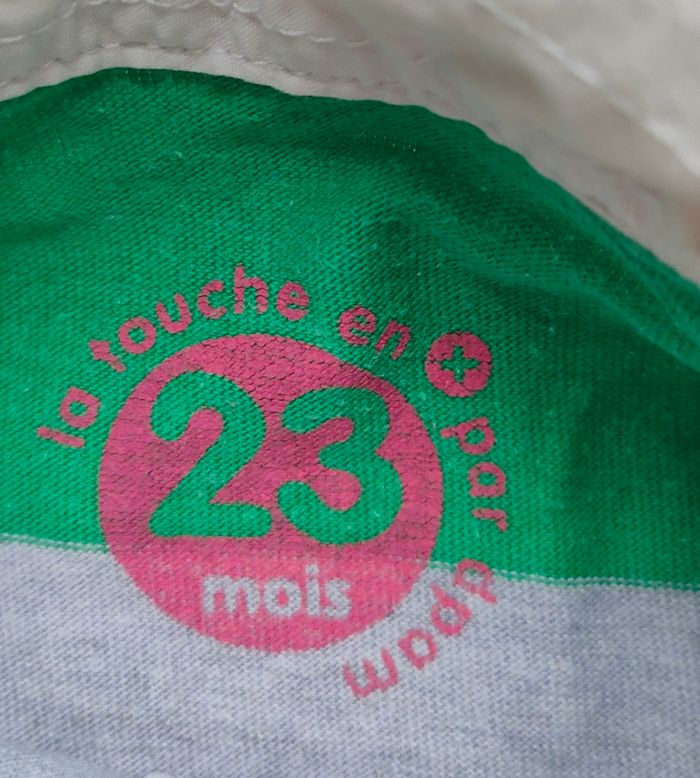 la touche en + par dpam
23
mois